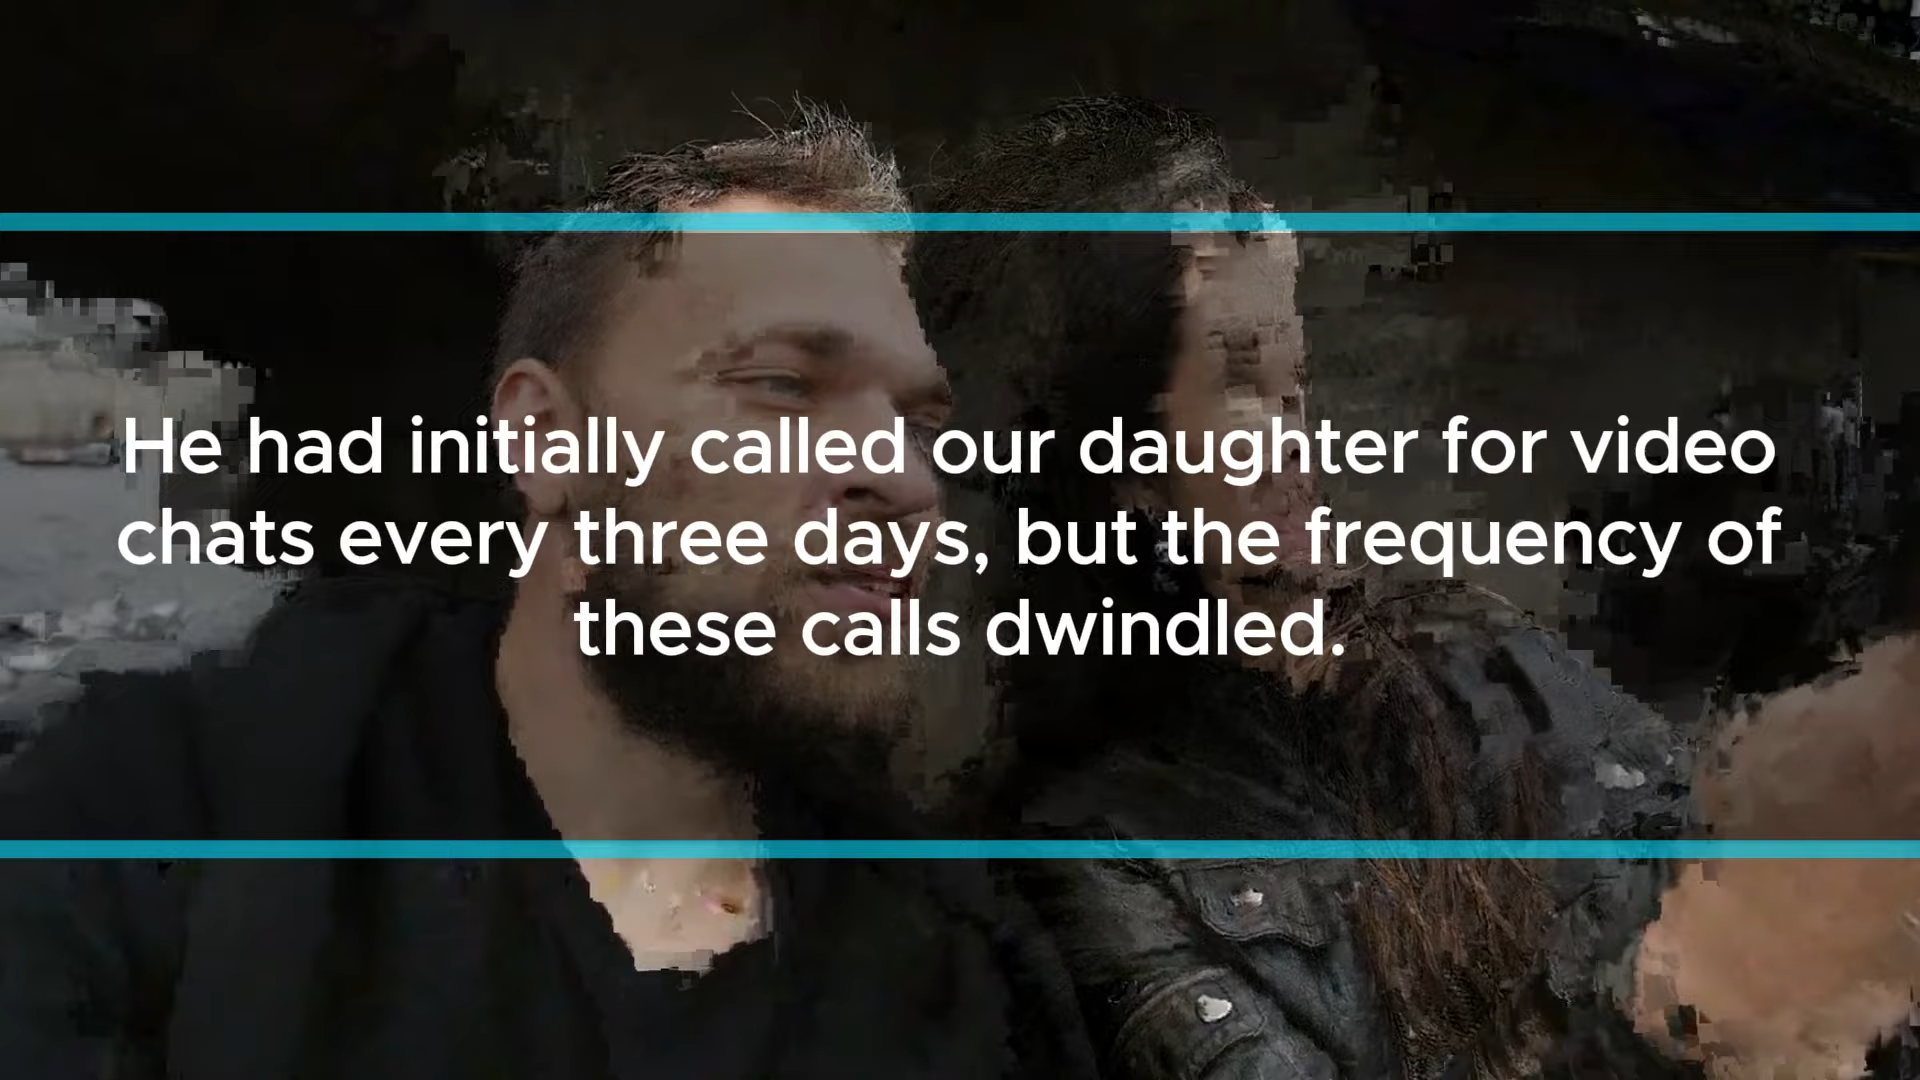 He had initially called our daughter for video
chats every three days, but the frequency of
these calls dwindled.